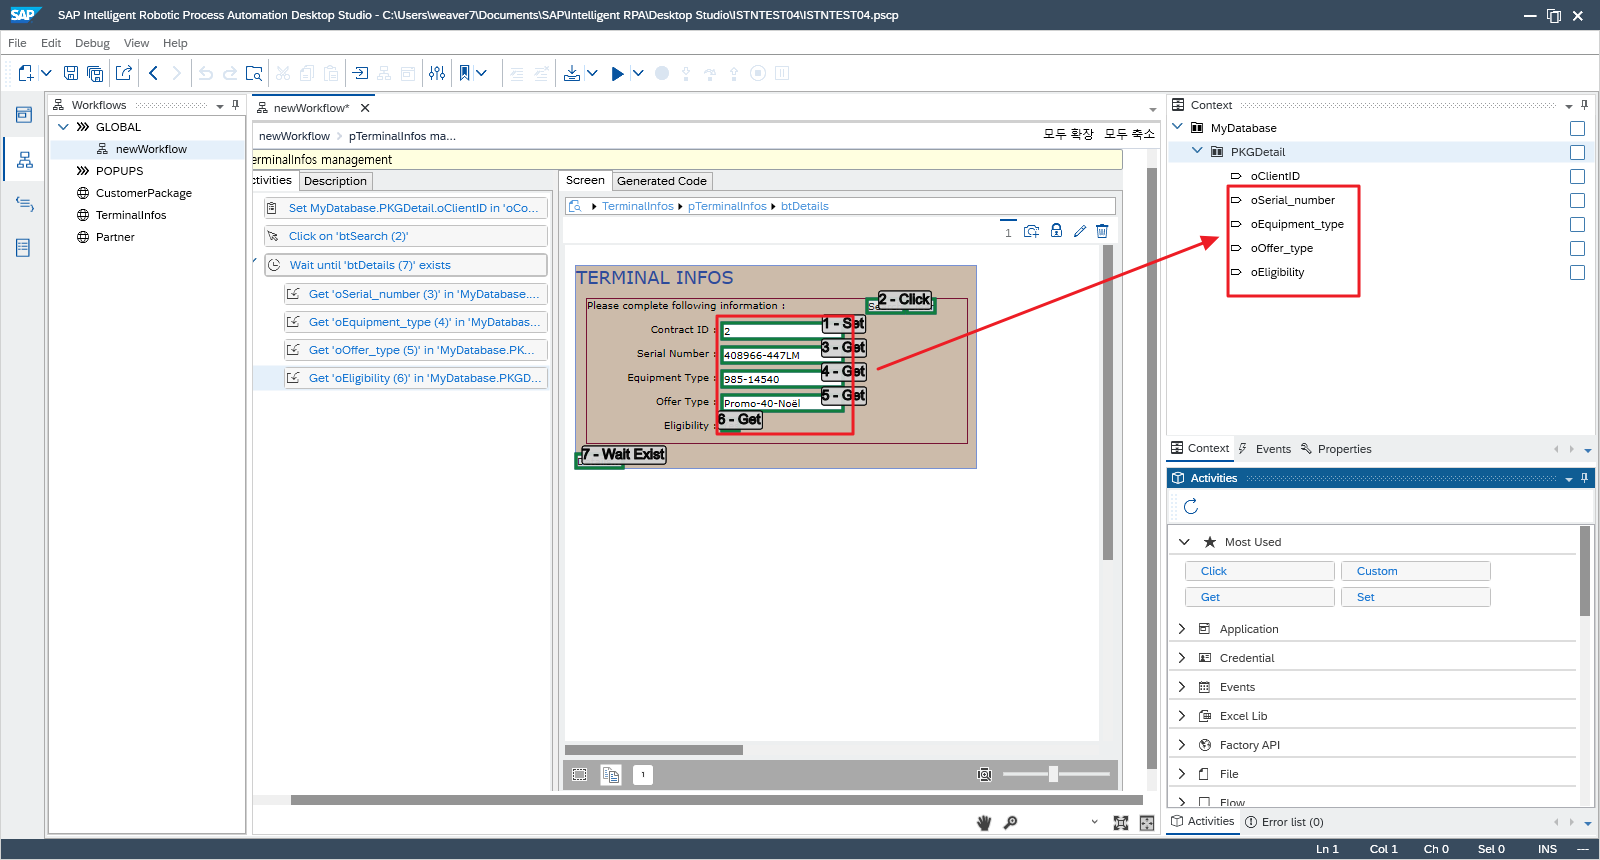 SAP SAP Intelligent Robotic Process Automation Desktop Studio - C:\Users\weaver7\Documents\SAP\Intelligent RPA\Desktop Studio\ISTNTEST04\ISTNTEST04.pscp
File Edit Debug View Help
Workflows
GLOBAL
newWorkflow
POPUPS
CustomerPackage
TerminalInfos
Partner
newWorkflow*
newWorkflow > pTerminalInfos ma...
모두 확장 모두 축소
erminalInfos management
ctivities Description
Set MyDatabase.PKGDetail.oClientID in 'oCo...
Click on 'btSearch (2)'
Wait until 'btDetails (7)' exists
Get 'oSerial_number (3)' in 'MyDatabase....
Get 'oEquipment_type (4)' in 'MyDatabas...
Get 'oOffer_type (5)' in 'MyDatabase.PK...
Get 'oEligibility (6)' in 'MyDatabase.PKGD...
Screen Generated Code
TerminalInfos pTerminalInfos btDetails
1
TERMINAL INFOS
Please complete following information :
2 - Click
Contract ID : 2 1 - Set
Serial Number : 408966-447LM 3 - Get
Equipment Type : 985-14540 4 - Get
Offer Type : Promo-40-Noël 5 - Get
Eligibility : 6 - Get
7 - Wait Exist
1
Context
MyDatabase
PKGDetail
oClientID
oSerial_number
oEquipment_type
oOffer_type
oEligibility
Context Events Properties
Activities
Most Used
Click Custom
Get Set
Application
Credential
Events
Excel Lib
Factory API
File
Flow
Activities Error list (0)
Ln 1 Col 1 Ch 0 Sel 0 INS ---